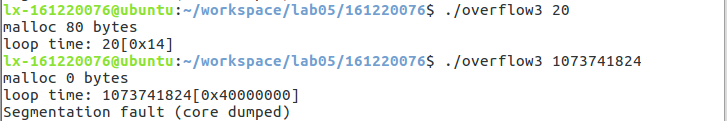 lx-161220076@ubuntu:~/workspace/lab05/161220076$ ./overflow3 20
malloc 80 bytes
loop time: 20[0x14]
lx-161220076@ubuntu:~/workspace/lab05/161220076$ ./overflow3 1073741824
malloc 0 bytes
loop time: 1073741824[0x40000000]
Segmentation fault (core dumped)